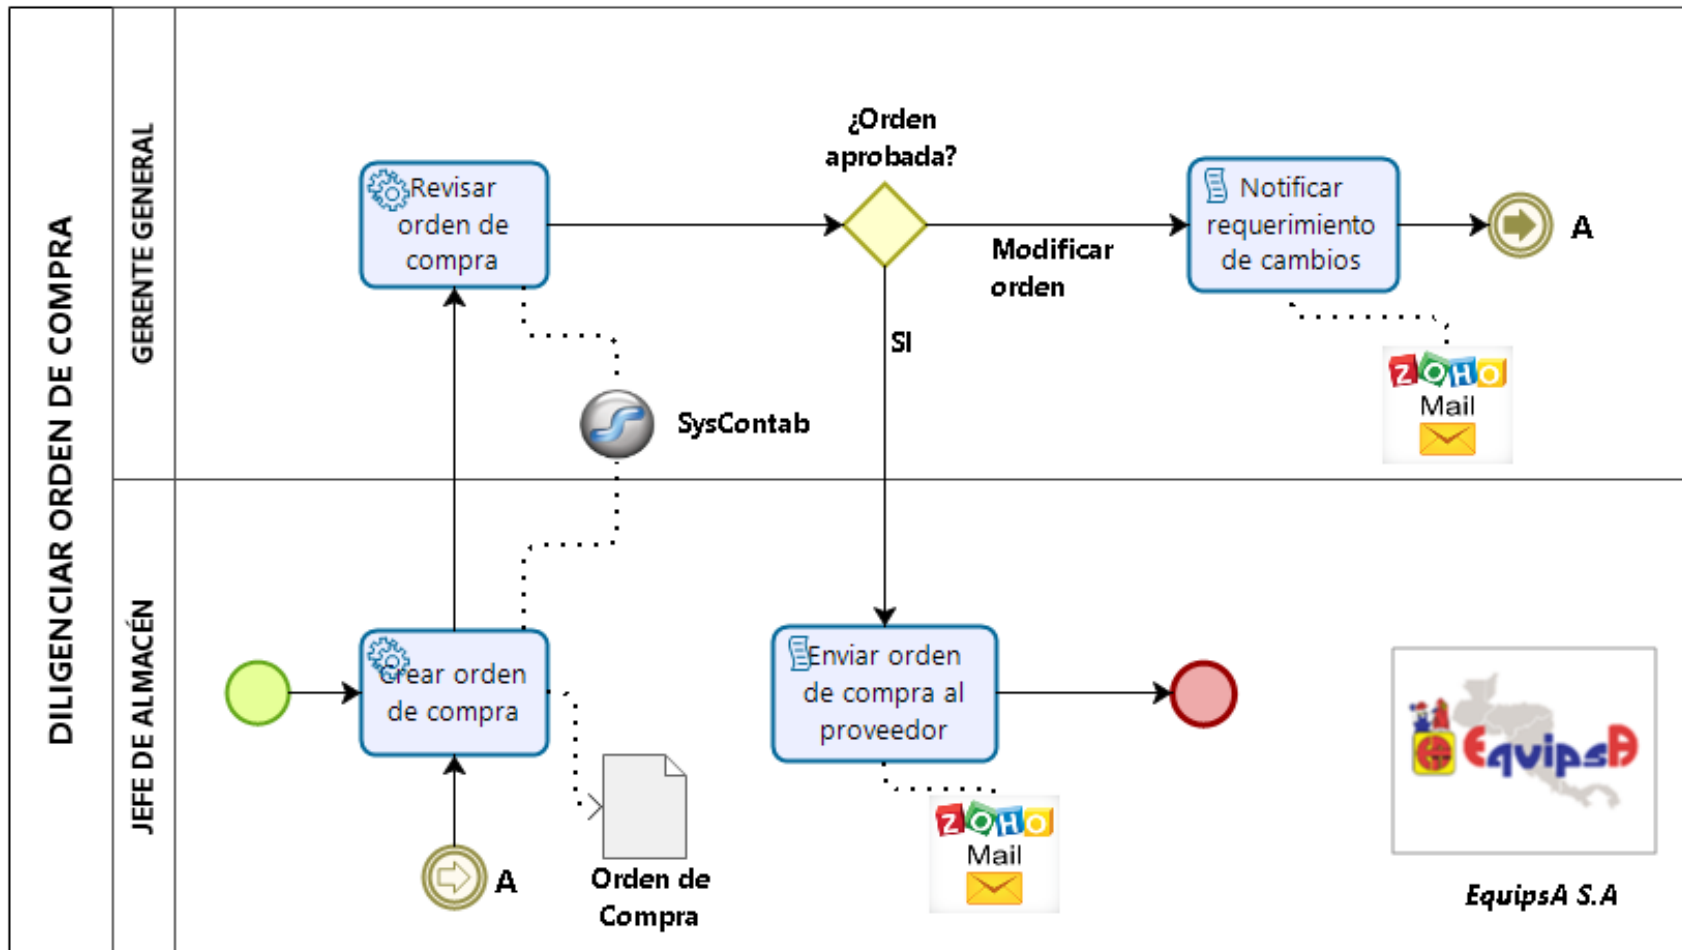 DILIGENCIAR ORDEN DE COMPRA
GERENTE GENERAL
¿Orden
aprobada?
Revisar
orden de
compra
Modificar
orden
Notificar
requerimiento
de cambios
A
SI
ZOHO
Mail
SysContab
JEFE DE ALMACÉN
Crear orden
de compra
A
Orden de
Compra
Enviar orden
de compra al
proveedor
ZOHO
Mail
EquipsA
EquipsA S.A